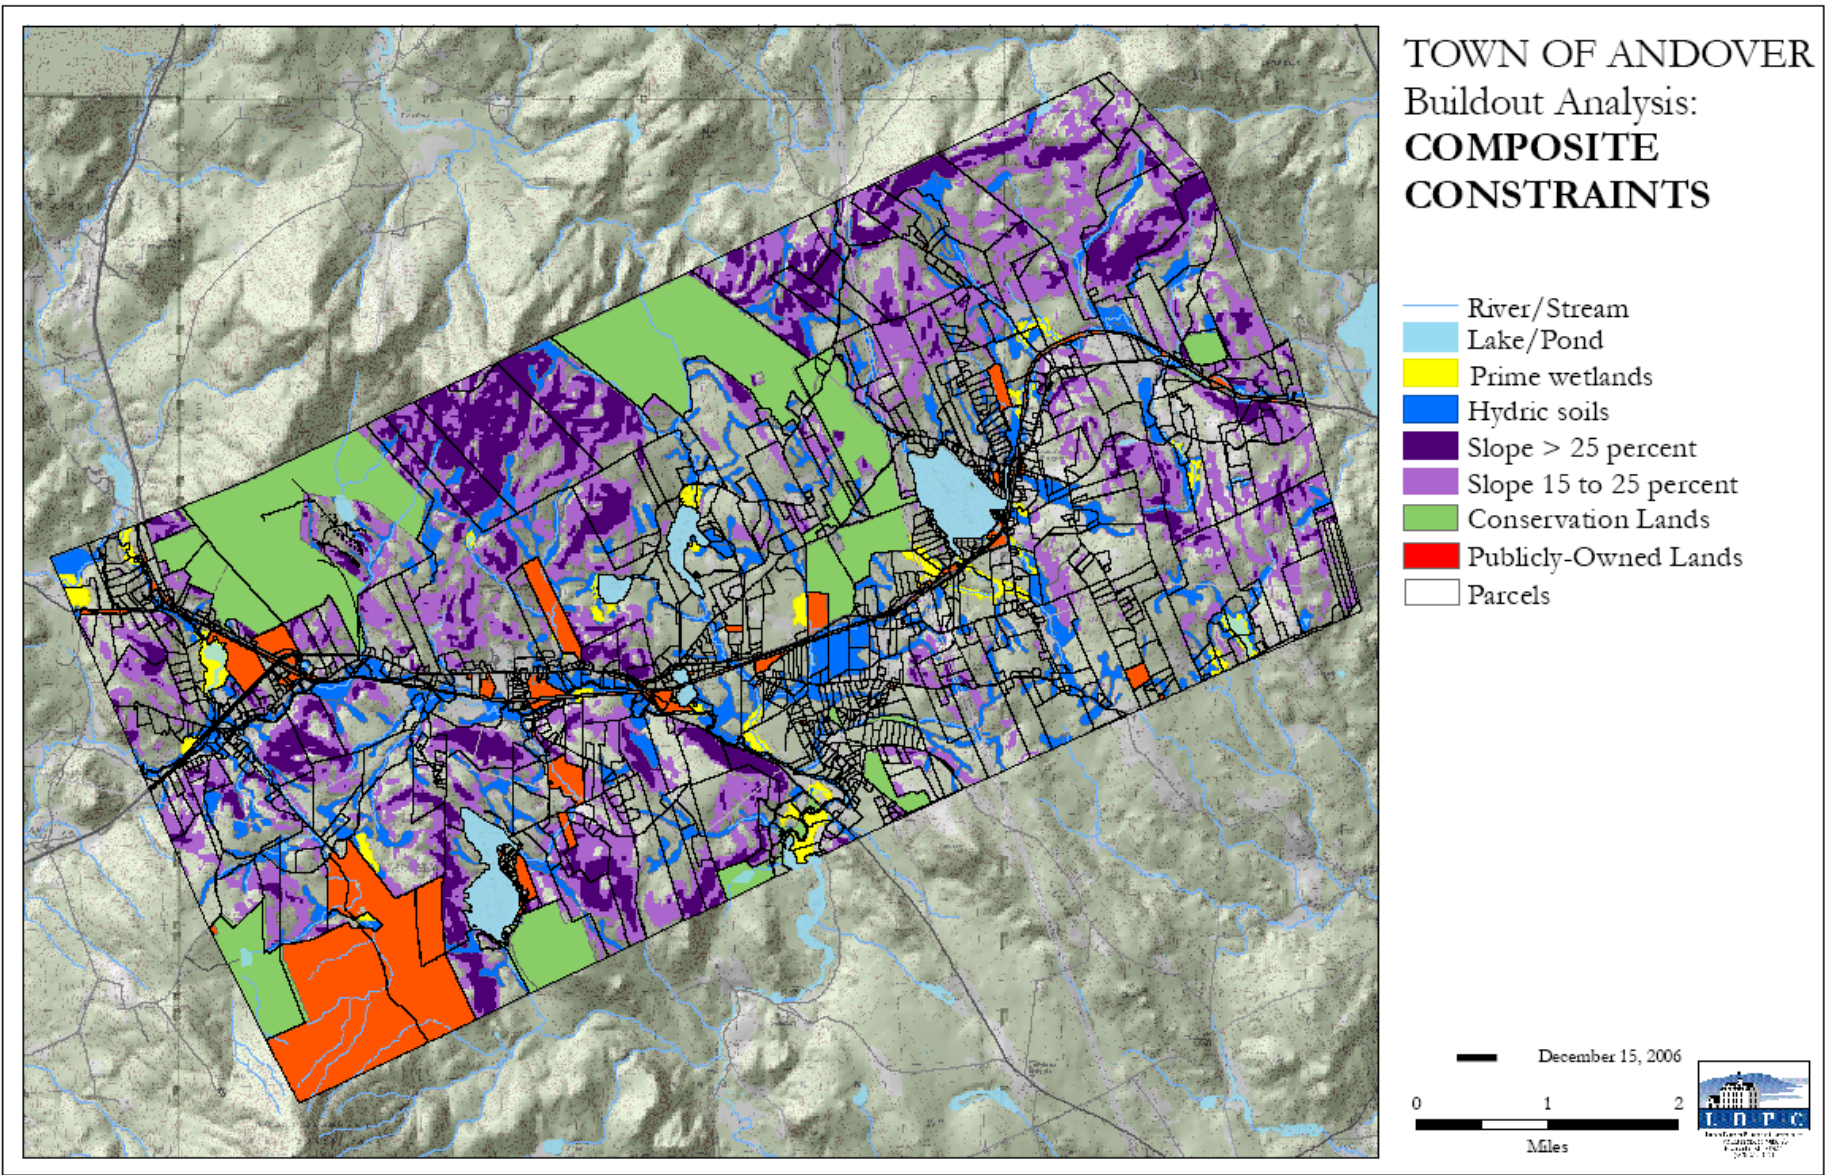 TOWN OF ANDOVER
Buildout Analysis:
COMPOSITE
CONSTRAINTS
River/Stream
Lake/Pond
Prime wetlands
Hydric soils
Slope > 25 percent
Slope 15 to 25 percent
Conservation Lands
Publicly-Owned Lands
Parcels
December 15, 2006
0 1 2
Miles